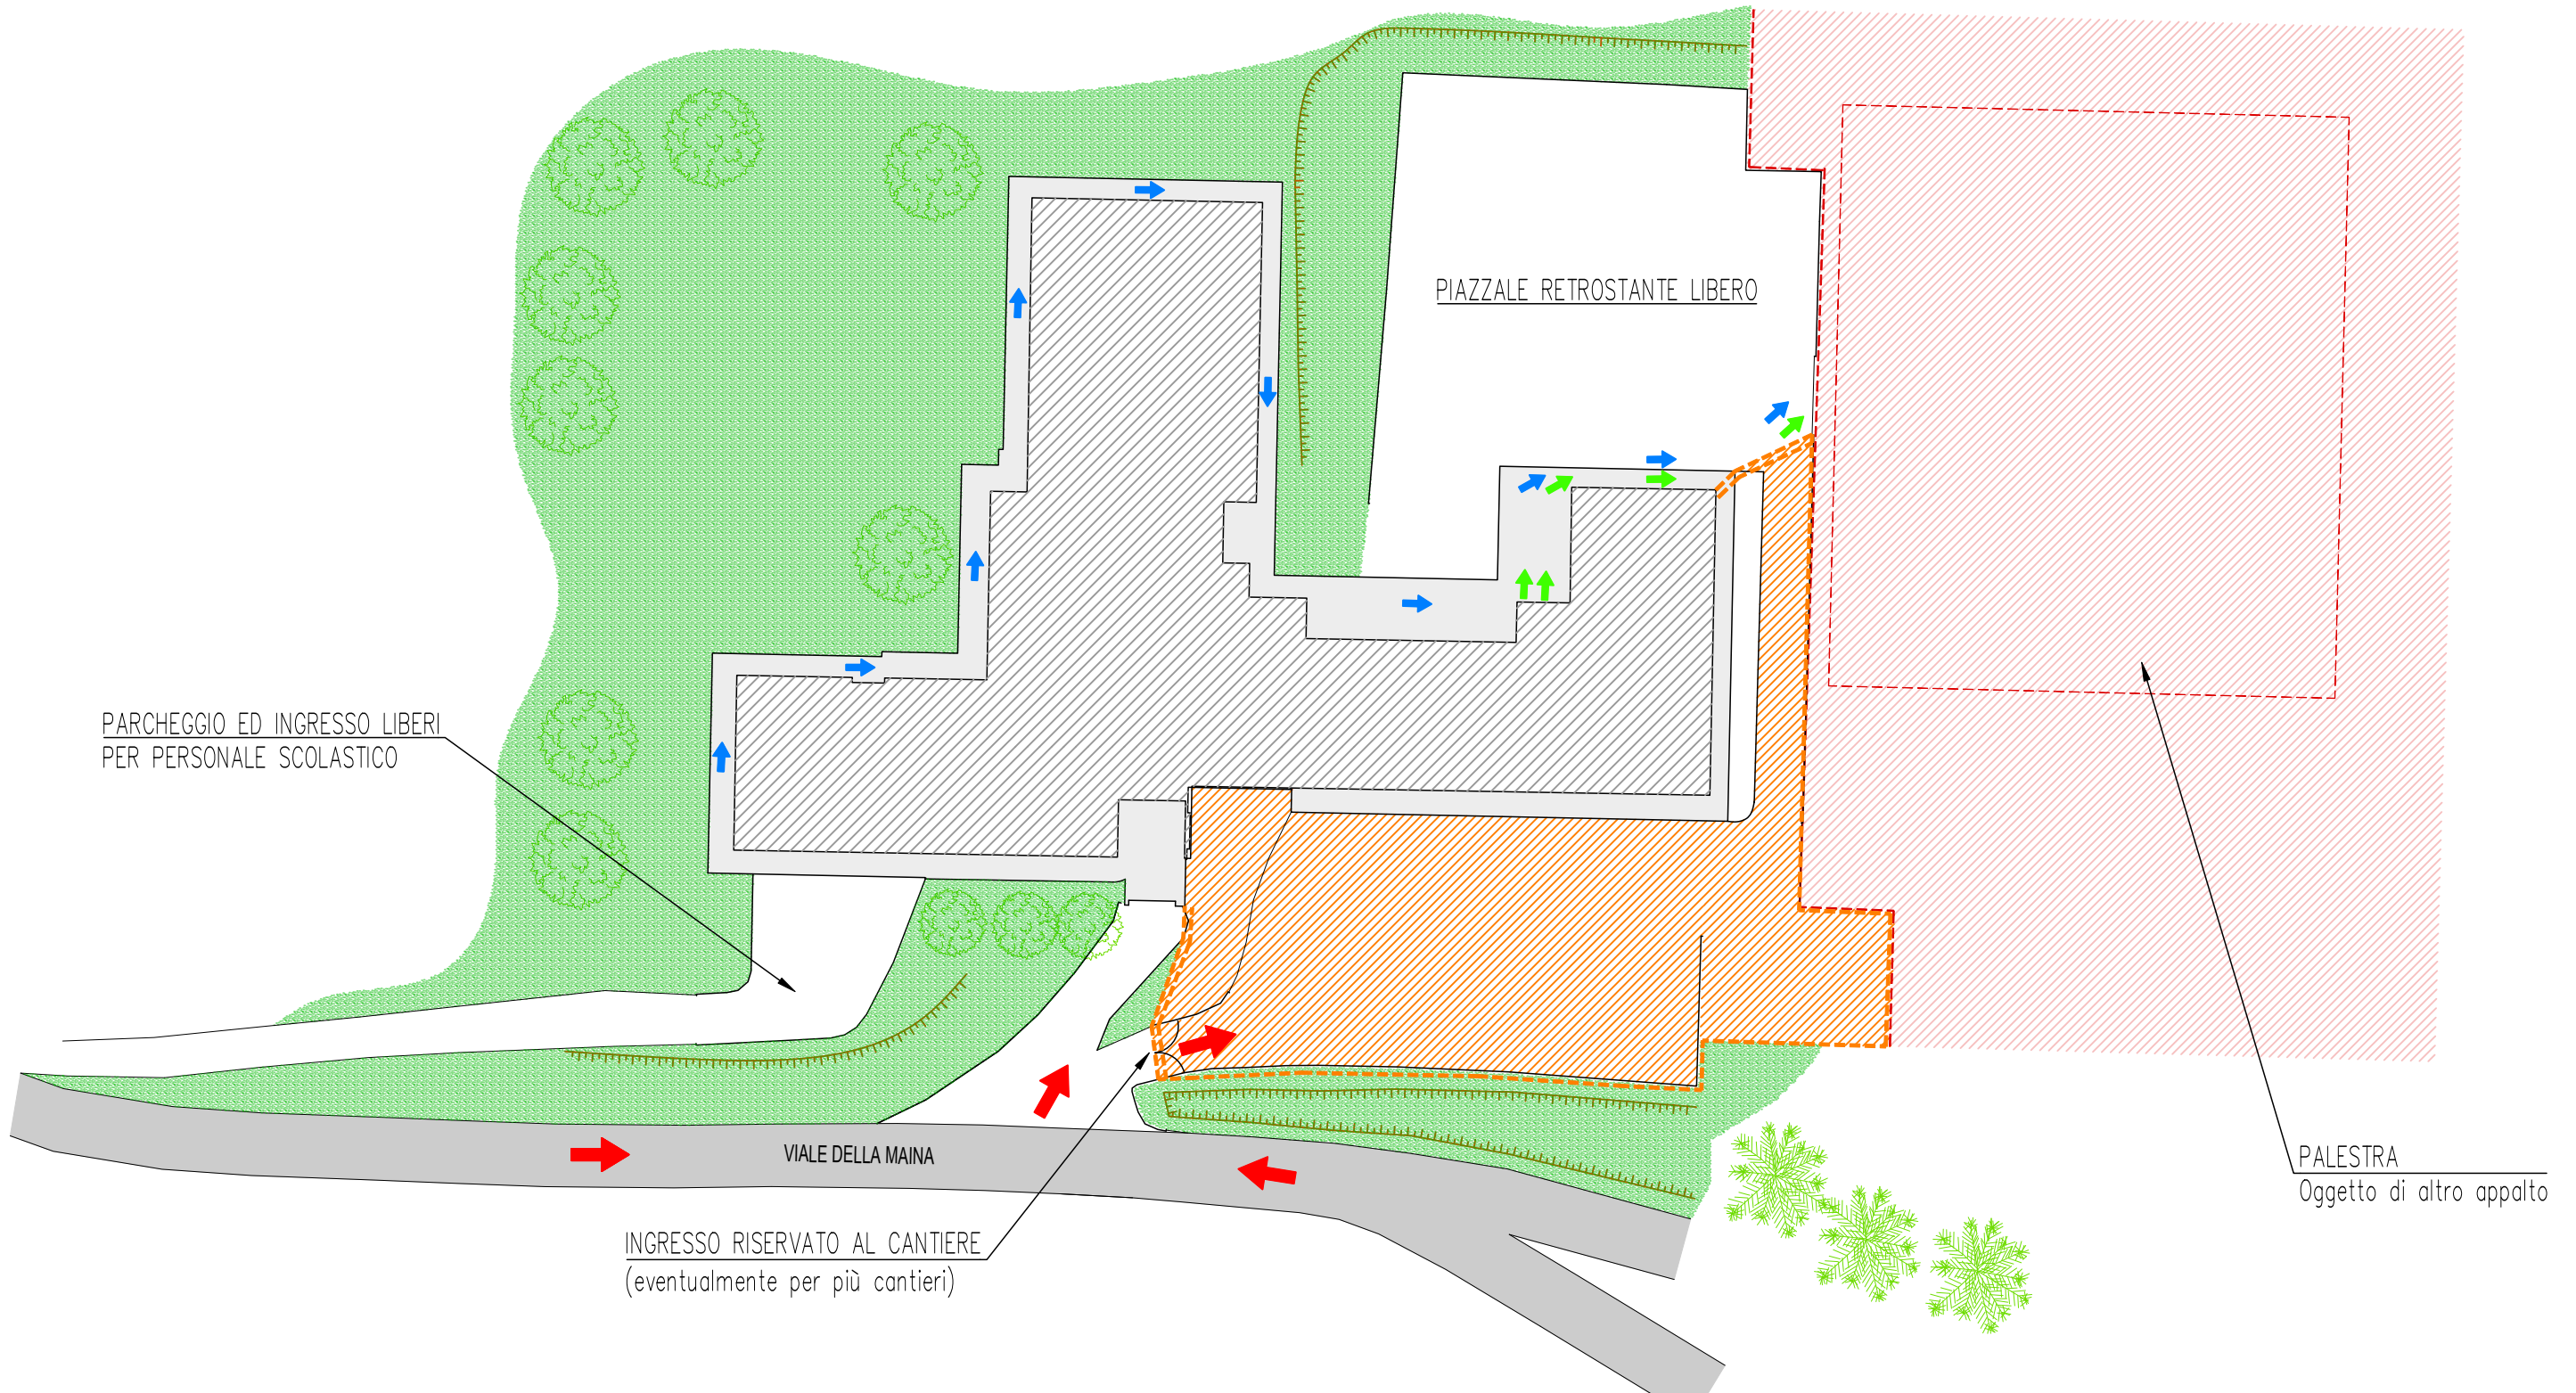 PIAZZALE RETROSTANTE LIBERO
PARCHEGGIO ED INGRESSO LIBERI
PER PERSONALE SCOLASTICO
VIALE DELLA MAINA
PALESTRA
Oggetto di altro appalto
INGRESSO RISERVATO AL CANTIERE
(eventualmente per più cantieri)